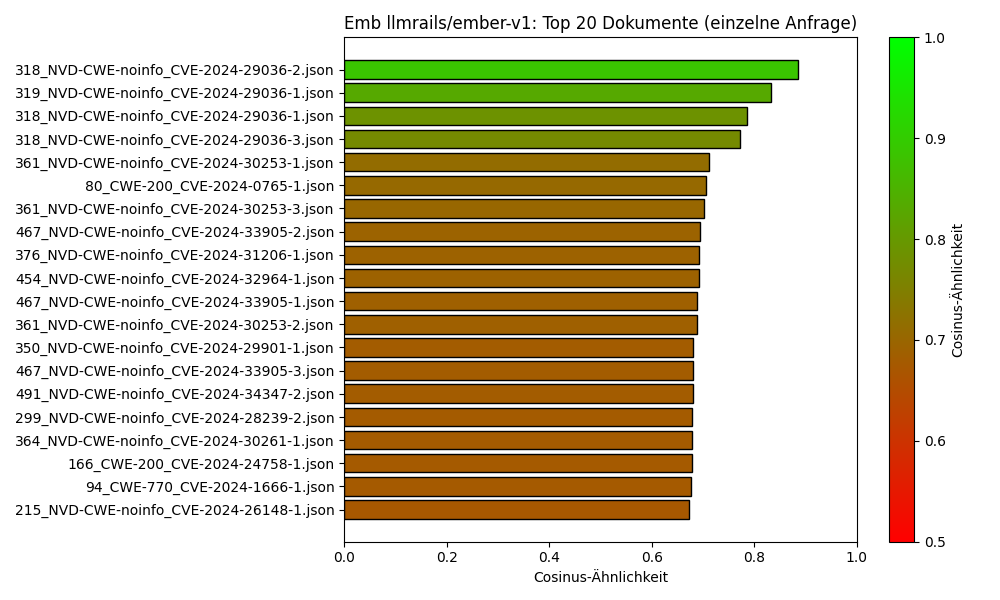 Emb llmrails/ember-v1: Top 20 Dokumente (einzelne Anfrage)
318_NVD-CWE-noinfo_CVE-2024-29036-2.json
319_NVD-CWE-noinfo_CVE-2024-29036-1.json
318_NVD-CWE-noinfo_CVE-2024-29036-1.json
318_NVD-CWE-noinfo_CVE-2024-29036-3.json
361_NVD-CWE-noinfo_CVE-2024-30253-1.json
80_CWE-200_CVE-2024-0765-1.json
361_NVD-CWE-noinfo_CVE-2024-30253-3.json
467_NVD-CWE-noinfo_CVE-2024-33905-2.json
376_NVD-CWE-noinfo_CVE-2024-31206-1.json
454_NVD-CWE-noinfo_CVE-2024-32964-1.json
467_NVD-CWE-noinfo_CVE-2024-33905-1.json
361_NVD-CWE-noinfo_CVE-2024-30253-2.json
350_NVD-CWE-noinfo_CVE-2024-29901-1.json
467_NVD-CWE-noinfo_CVE-2024-33905-3.json
491_NVD-CWE-noinfo_CVE-2024-34347-2.json
299_NVD-CWE-noinfo_CVE-2024-28239-2.json
364_NVD-CWE-noinfo_CVE-2024-30261-1.json
166_CWE-200_CVE-2024-24758-1.json
94_CWE-770_CVE-2024-1666-1.json
215_NVD-CWE-noinfo_CVE-2024-26148-1.json
0.0
0.2
0.4
0.6
0.8
1.0
Cosinus-Ähnlichkeit
1.0
0.9
0.8
0.7
0.6
0.5
Cosinus-Ähnlichkeit